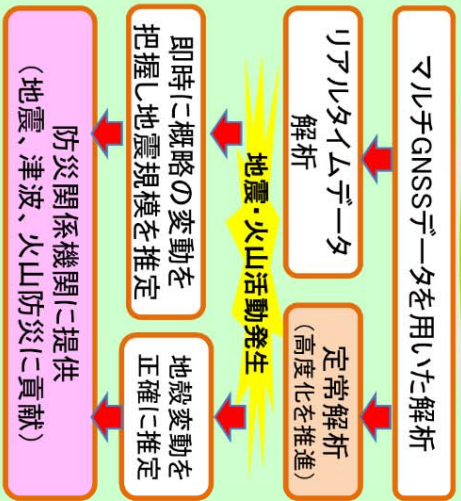 マルチGNSSデータを用いた解析
リアルタイムデータ
解析
定常解析
(高度化を推進)
地震・火山活動発生
即時に概略の変動を
把握し地震規模を推定
地殻変動を
正確に推定
防災関係機関に提供
(地震、津波、火山防災に貢献)